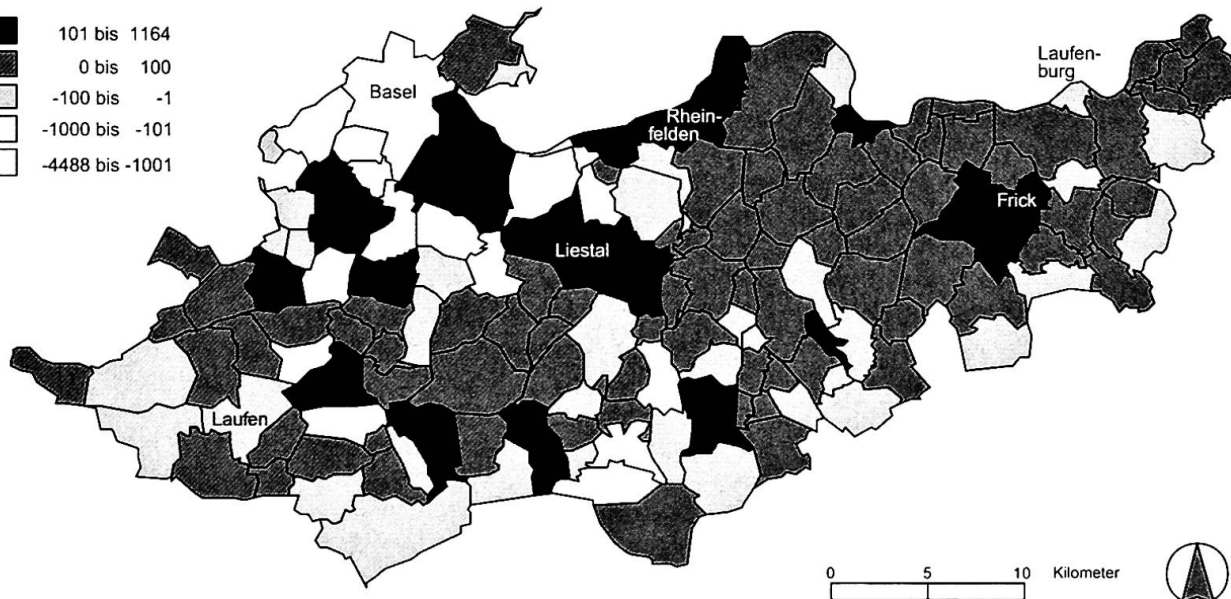 101 bis 1164
0 bis 100
-100 bis -1
-1000 bis -101
-4488 bis -1001
Basel
Rhein-
felden
Laufen-
burg
Frick
Liestal
Laufen
0 5 10 Kilometer